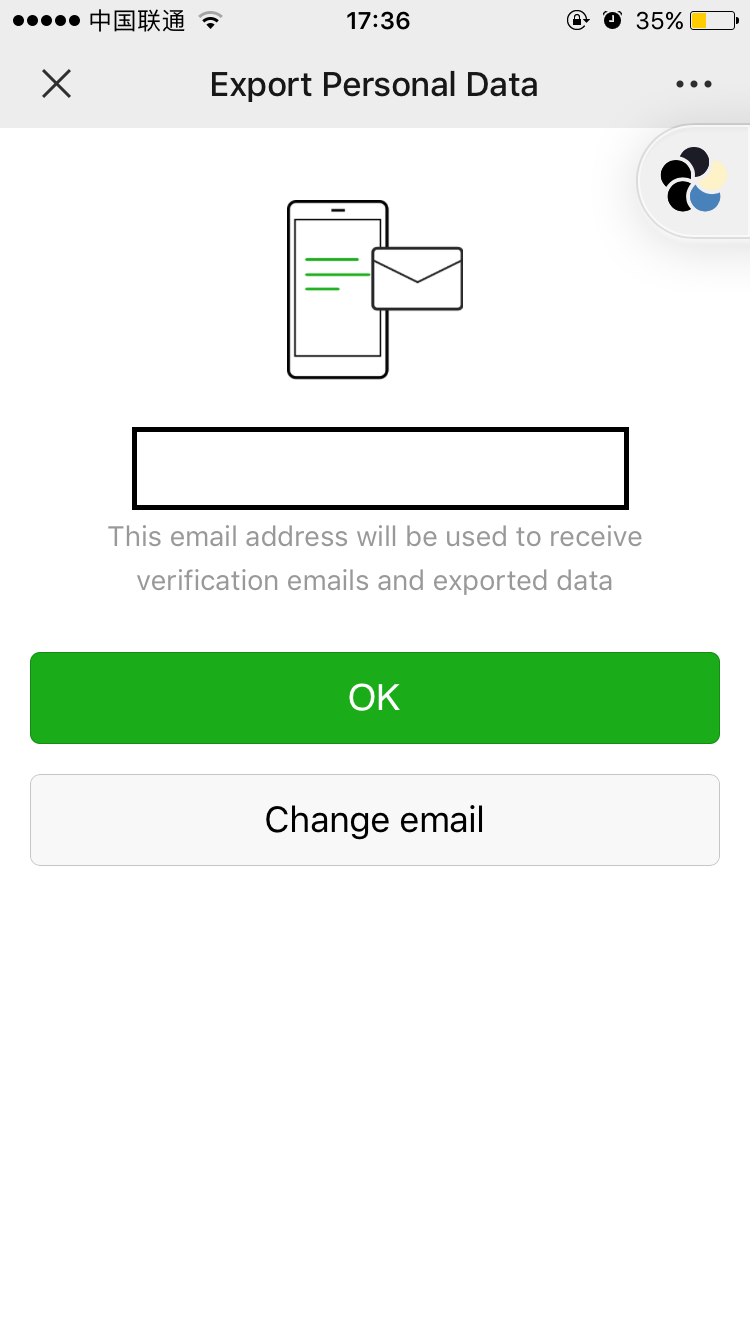 中国联通
17:36
35%
Export Personal Data
This email address will be used to receive
verification emails and exported data
OK
Change email